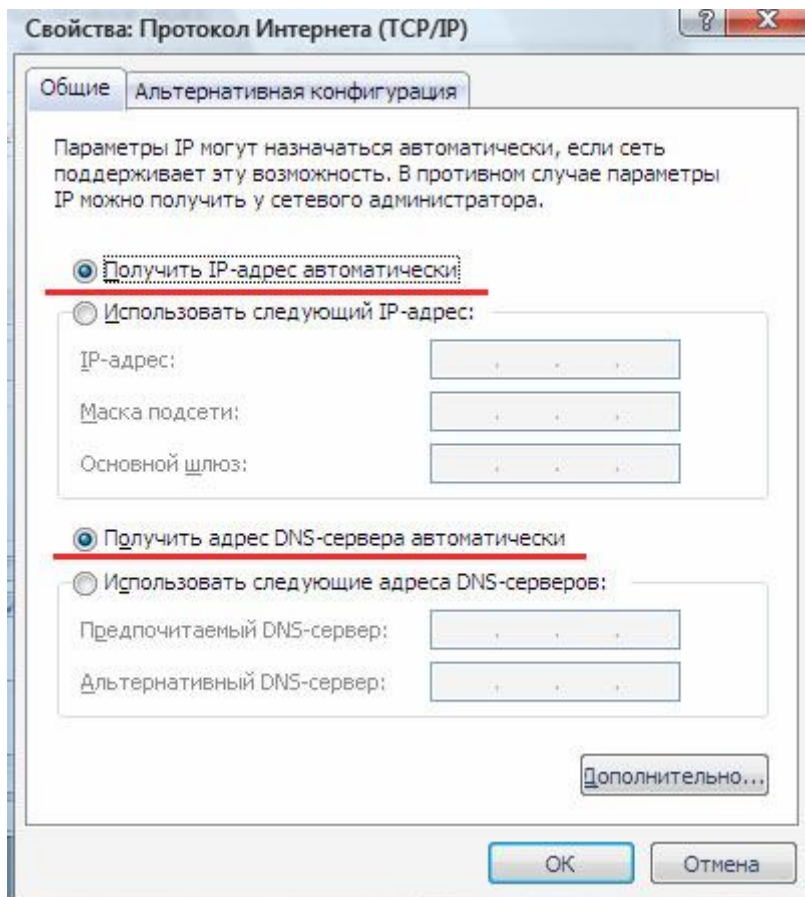 Свойства: Протокол Интернета (TCP/IP)
Общие
Альтернативная конфигурация
Параметры IP могут назначаться автоматически, если сеть
поддерживает эту возможность. В противном случае параметры
IP можно получить у сетевого администратора.
Получить IP-адрес автоматически
Использовать следующий IP-адрес:
IP-адрес:
Маска подсети:
Основной шлюз:
Получить адрес DNS-сервера автоматически
Использовать следующие адреса DNS-серверов:
Предпочитаемый DNS-сервер:
Альтернативный DNS-сервер:
Дополнительно...
ОК
Отмена